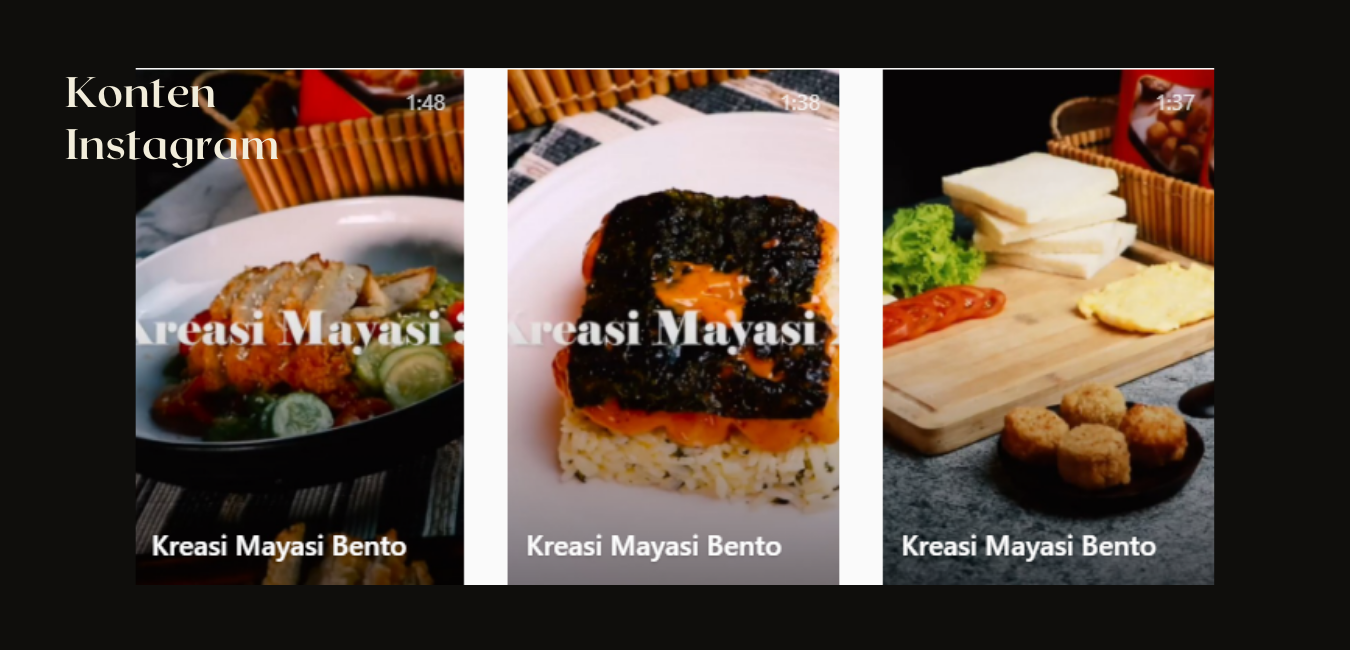 Konten
Instagram
1:48
1:38
1:37
Kreasi Mayasi
Kreasi Mayasi
Kreasi Mayasi Bento
Kreasi Mayasi Bento
Kreasi Mayasi Bento